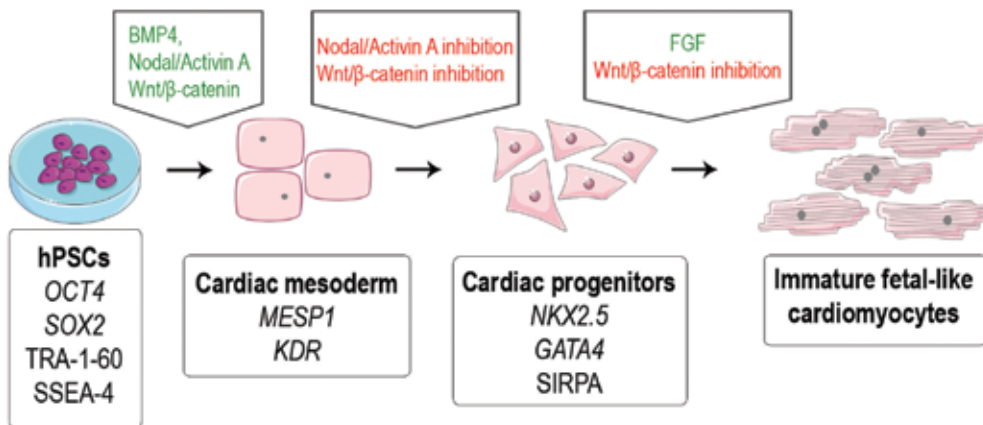 BMP4,
Nodal/Activin A
Wnt/β-catenin
Nodal/Activin A inhibition
Wnt/β-catenin inhibition
FGF
Wnt/β-catenin inhibition
hPSCs
OCT4
SOX2
TRA-1-60
SSEA-4
Cardiac mesoderm
MESP1
KDR
Cardiac progenitors
NKX2.5
GATA4
SIRPA
Immature fetal-like
cardiomyocytes